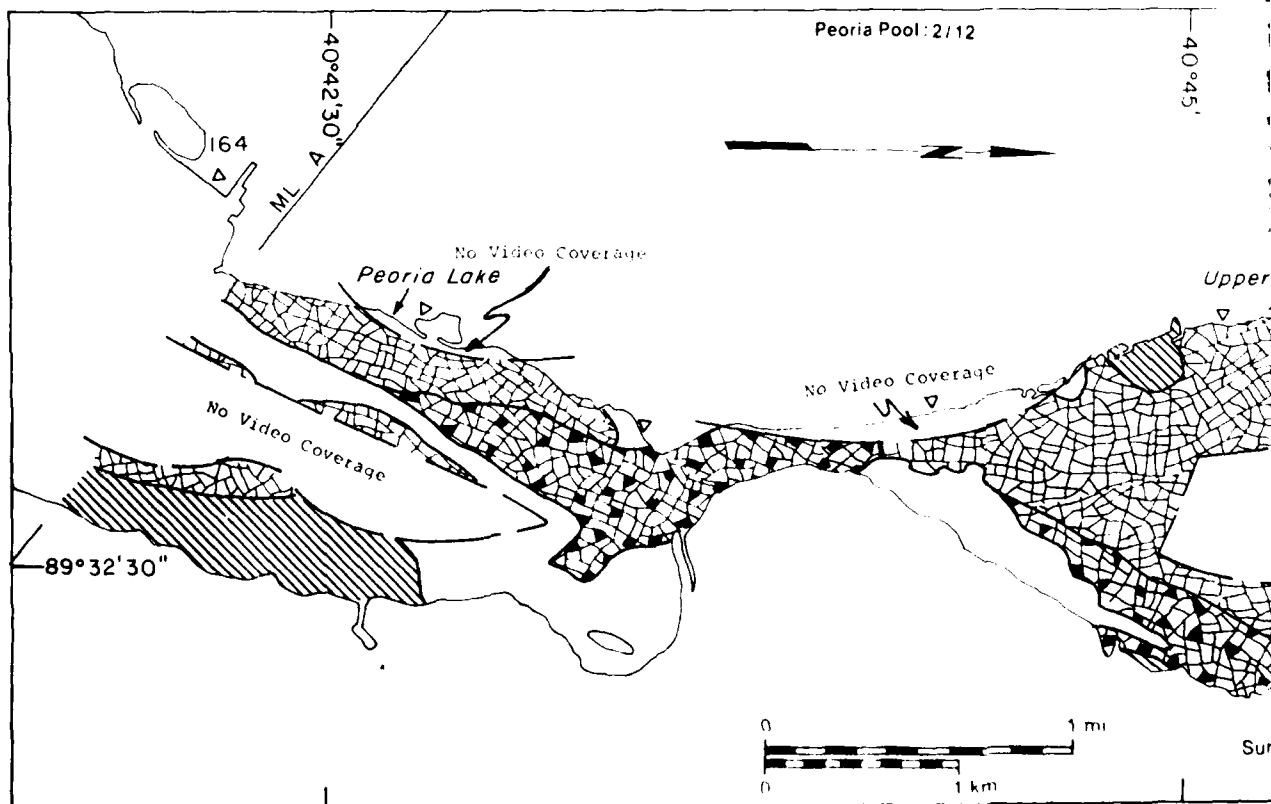 Peoria Pool: 2/12
40°42'30"
40°45'
164
ML A
N
No Video Coverage
Peoria Lake
Upper
No Video Coverage
No Video Coverage
89°32'30"
0 1 mi
Sur
0 1 km